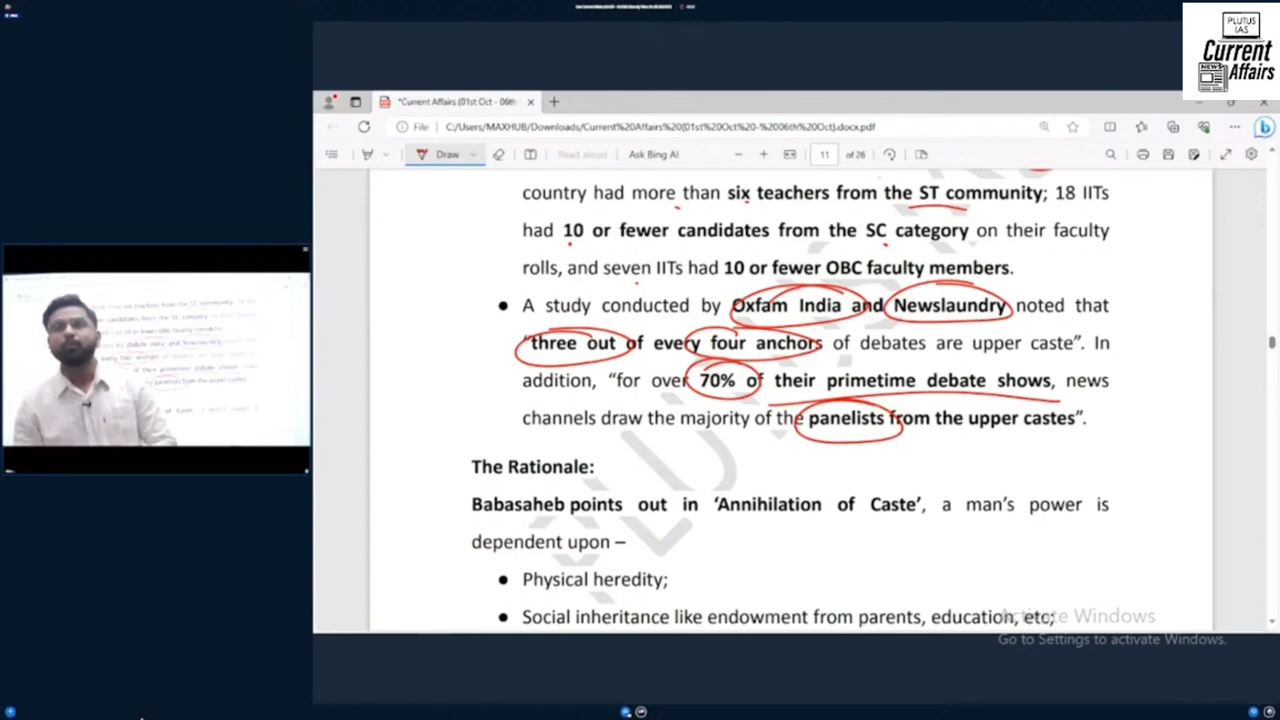 PLUTUS
IAS
Current
NEWS
Affairs
*Current Affairs (01st Oct - 06th
File
C:/Users/MAXHUB/Downloads/Current%20Affairs%20(01st%20Oct%20-%2006th%20Oct).docx.pdf
Draw
Read aloud
Ask Bing AI
11
of 26
country had more than six teachers from the ST community; 18 IITs
had 10 or fewer candidates from the SC category on their faculty
rolls, and seven IITs had 10 or fewer OBC faculty members.
● A study conducted by Oxfam India and Newslaundry noted that
“three out of every four anchors of debates are upper caste”. In
addition, “for over 70% of their primetime debate shows, news
channels draw the majority of the panelists from the upper castes”.
The Rationale:
Babasaheb points out in ‘Annihilation of Caste’, a man’s power is
dependent upon –
● Physical heredity;
● Social inheritance like endowment from parents, education, etc;
Activate Windows
Go to Settings to activate Windows.